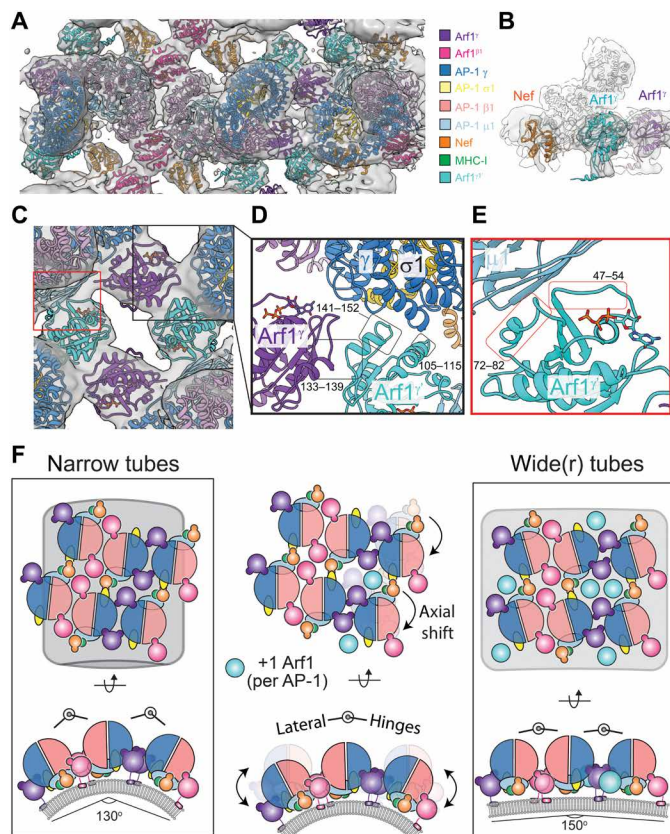 A
Arf1γ
Arf1β1
AP-1 γ
AP-1 σ1
AP-1 β1
AP-1 μ1
Nef
MHC-I
Arf1γ'
B
Nef
Arf1γ'
Arf1γ
C
D
γ
σ1
141–152
Arf1γ
133–139
105–115
Arf1γ'
E
μ1
47–54
72–82
Arf1γ'
F
Narrow tubes
Wide(r) tubes
Axial
shift
+1 Arf1
(per AP-1)
Lateral
Hinges
130°
150°